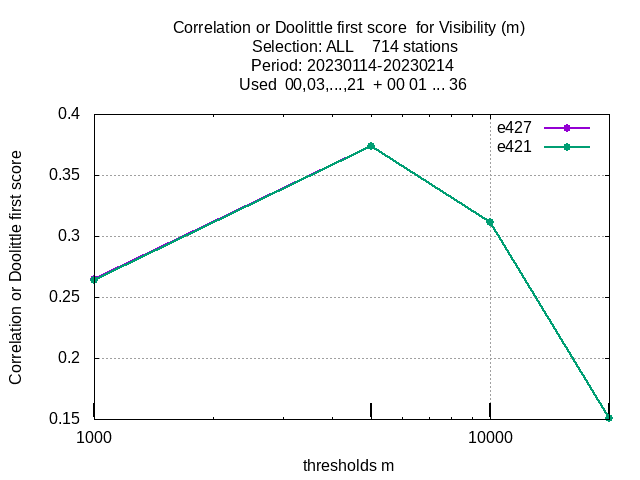 Correlation or Doolittle first score  for Visibility (m)
Selection: ALL    714 stations
Period: 20230114-20230214
Used  00,03,...,21  + 00 01 ... 36
e427
e421
Correlation or Doolittle first score
0.4
0.35
0.3
0.25
0.2
0.15
1000
10000
thresholds m